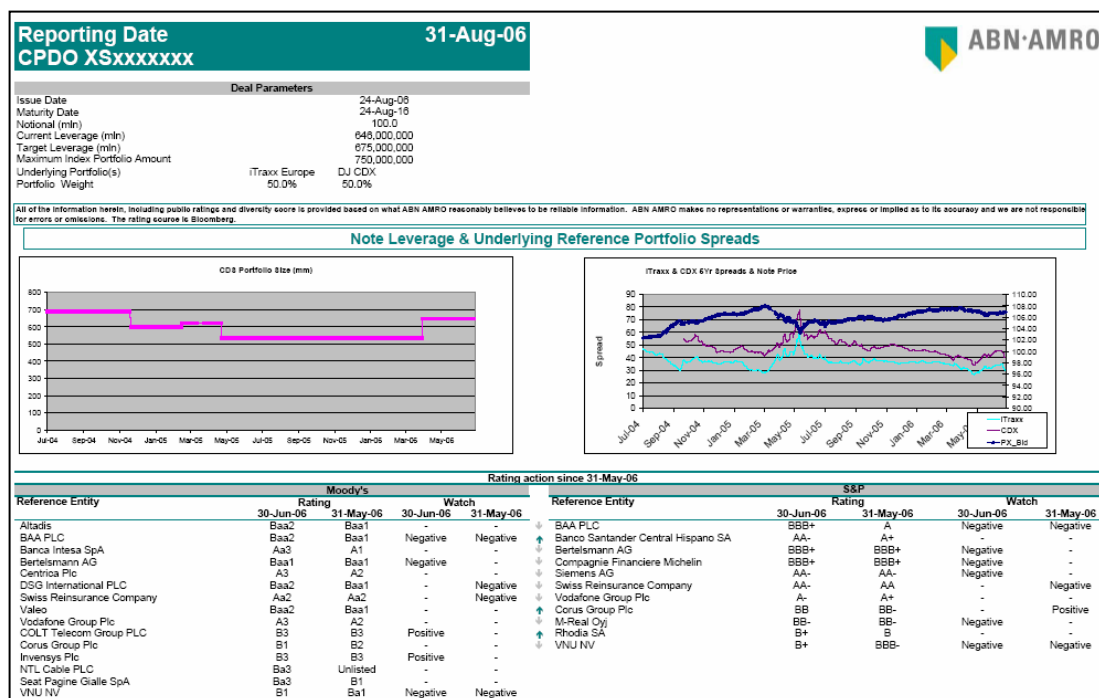 Reporting Date 31-Aug-06
CPDO XSxxxxxxx
ABN·AMRO
Deal Parameters
Issue Date 24-Aug-06
Maturity Date 24-Aug-16
Notional (mln) 100.0
Current Leverage (mln) 646,000,000
Target Leverage (mln) 675,000,000
Maximum Index Portfolio Amount 750,000,000
Underlying Portfolio(s) iTraxx Europe DJ CDX
Portfolio Weight 50.0% 50.0%
All of the information herein, including public ratings and diversity score is provided based on what ABN AMRO reasonably believes to be reliable information. ABN AMRO makes no representations or warranties, express or implied as to its accuracy and we are not responsible
for errors or omissions. The rating source is Bloomberg.
Note Leverage & Underlying Reference Portfolio Spreads
CDS Portfolio Size (mm)
800
700
600
500
400
300
200
100
0
Jul-04 Sep-04 Nov-04 Jan-05 Mar-05 May-05 Jul-05 Sep-05 Nov-05 Jan-06 Mar-06 May-06
iTraxx & CDX 5Yr Spreads & Note Price
Spread
90 110.00
80 108.00
70 106.00
60 104.00
50 102.00
40 100.00
30 98.00
20 96.00
10 94.00
0 92.00
90.00
Jul-04 Sep-04 Nov-04 Jan-05 Mar-05 May-05 Jul-05 Sep-05 Nov-05 Jan-06 Mar-06
iTraxx
CDX
PX_Bid
Rating action since 31-May-06
Moody's
Reference Entity Rating Watch
30-Jun-06 31-May-06 30-Jun-06 31-May-06
Altadis Baa2 Baa1 - -
BAA PLC Baa2 Baa1 Negative Negative
Banca Intesa SpA Aa3 A1 - -
Bertelsmann AG Baa1 Baa1 Negative -
Centrica Plc A3 A2 - -
DSG International PLC Baa2 Baa1 - Negative
Swiss Reinsurance Company Aa2 Aa2 - Negative
Valeo Baa2 Baa1 - -
Vodafone Group Plc A3 A2 - -
COLT Telecom Group PLC B3 B3 Positive -
Corus Group Plc B1 B2 - -
Invensys Plc B3 B3 Positive -
NTL Cable PLC Ba3 Unlisted - -
Seat Pagine Gialle SpA Ba3 B1 - -
VNU NV B1 Ba1 Negative Negative
S&P
Reference Entity Rating Watch
30-Jun-06 31-May-06 30-Jun-06 31-May-06
BAA PLC BBB+ A Negative Negative
Banco Santander Central Hispano SA AA- A+ - -
Bertelsmann AG BBB+ BBB+ Negative -
Compagnie Financiere Michelin BBB+ BBB+ Negative -
Siemens AG AA- AA- Negative -
Swiss Reinsurance Company AA- AA - Negative
Vodafone Group Plc A- A+ - -
Corus Group Plc BB BB- - Positive
M-Real Oyj BB- BB- Negative -
Rhodia SA B+ B - -
VNU NV B+ BBB- Negative Negative